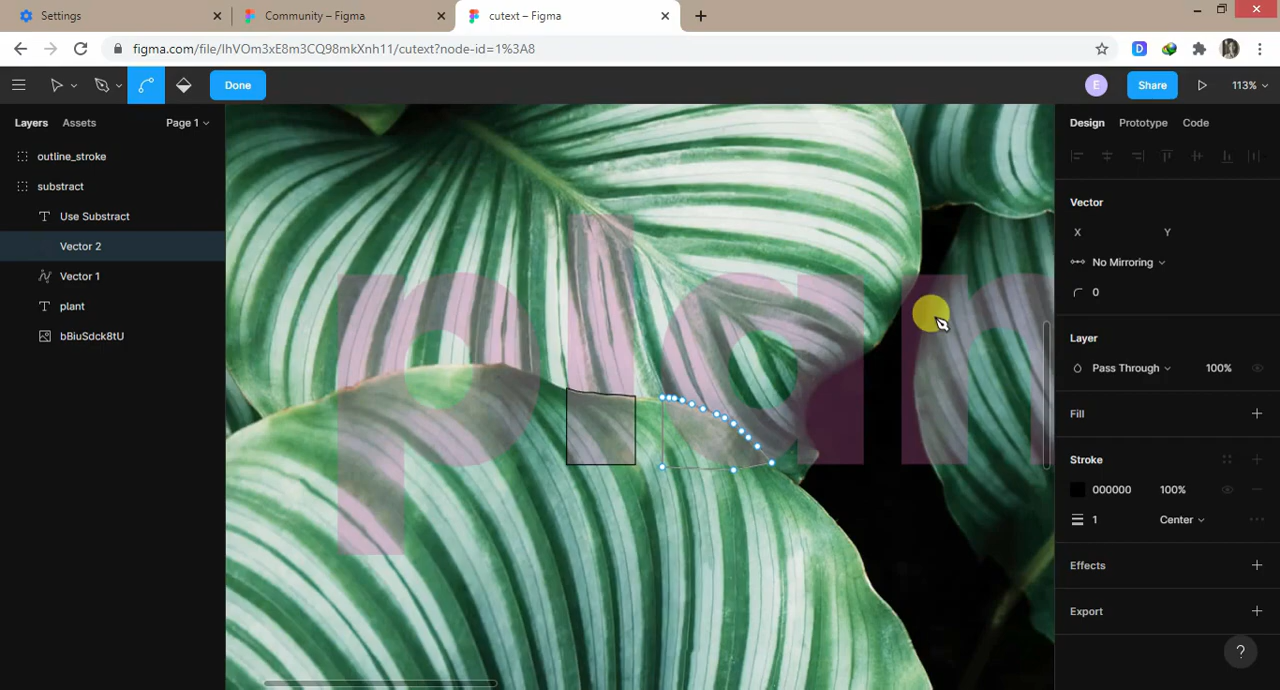 Settings
Community – Figma
cutext – Figma
figma.com/file/IhVOm3xE8m3CQ98mkXnh11/cutext?node-id=1%3A8
D
Done
E
Share
113%
Layers
Assets
Page 1
outline_stroke
substract
Use Substract
Vector 2
Vector 1
plant
bBiuSdck8tU
plan
Design
Prototype
Code
Vector
X
Y
No Mirroring
0
Layer
Pass Through
100%
Fill
Stroke
000000
100%
1
Center
Effects
Export
?